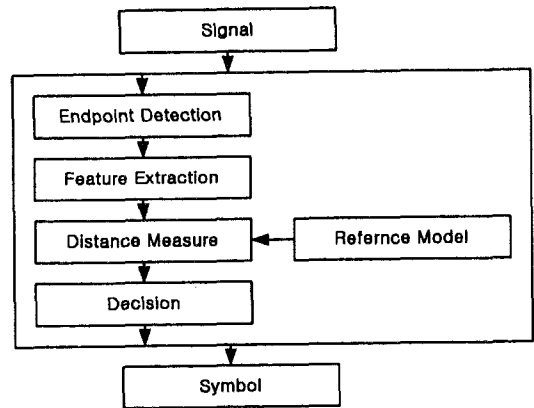 Signal
Endpoint Detection
Feature Extraction
Distance Measure
Refernce Model
Decision
Symbol